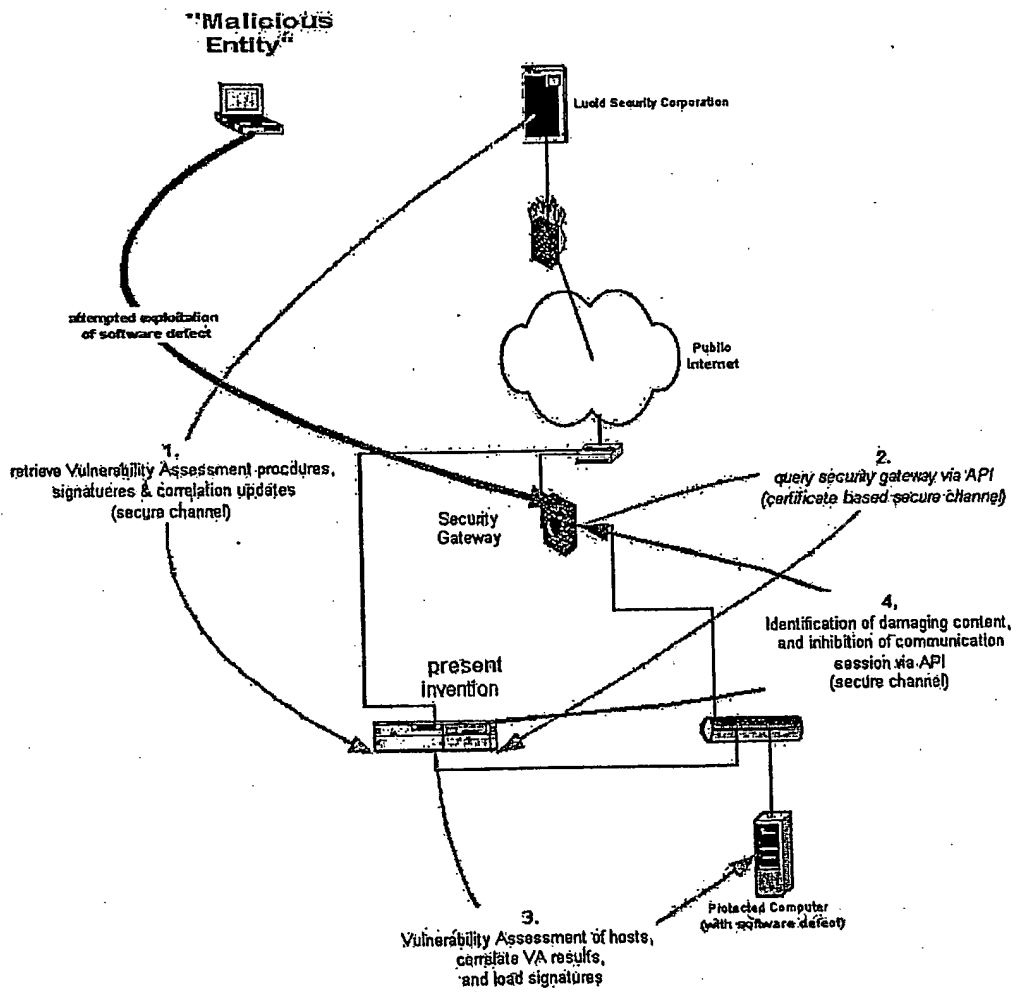 "Malicious
Entity"
Lucid Security Corporation
attempted exploitation
of software defect
Public
Internet
1.
retrieve Vulnerability Assessment procdures,
signatueres & correlation updates
(secure channel)
2.
query security gateway via API
(certificate based secure channel)
Security
Gateway
4.
Identification of damaging content,
and inhibition of communication
session via API
(secure channel)
present
invention
Protected Computer
(with software defect)
3.
Vulnerability Assessment of hosts,
correlate VA results,
and load signatures